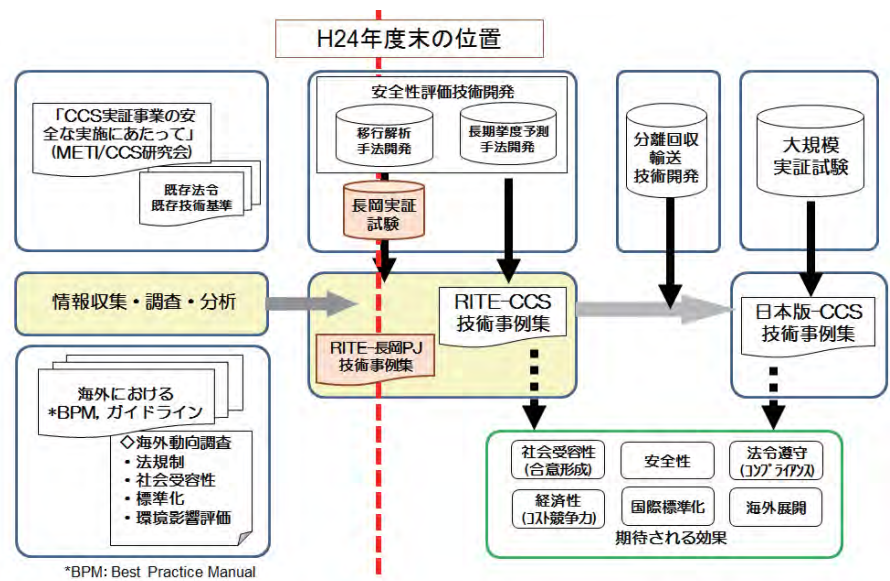 H24年度末の位置
「CCS実証事業の安
全な実施にあたって」
(METI/CCS研究会)
既存法令
既存技術基準
安全性評価技術開発
移行解析
手法開発
長期挙度予測
手法開発
長岡実証
試験
分離回収
輸送
技術開発
大規模
実証試験
情報収集・調査・分析
RITE-長岡PJ
技術事例集
RITE-CCS
技術事例集
日本版-CCS
技術事例集
海外における
*BPM, ガイドライン
◇海外動向調査
・法規制
・社会受容性
・標準化
・環境影響評価
社会受容性
(合意形成)
安全性
法令遵守
(コンプライアンス)
経済性
(コスト競争力)
国際標準化
海外展開
期待される効果
*BPM: Best Practice Manual